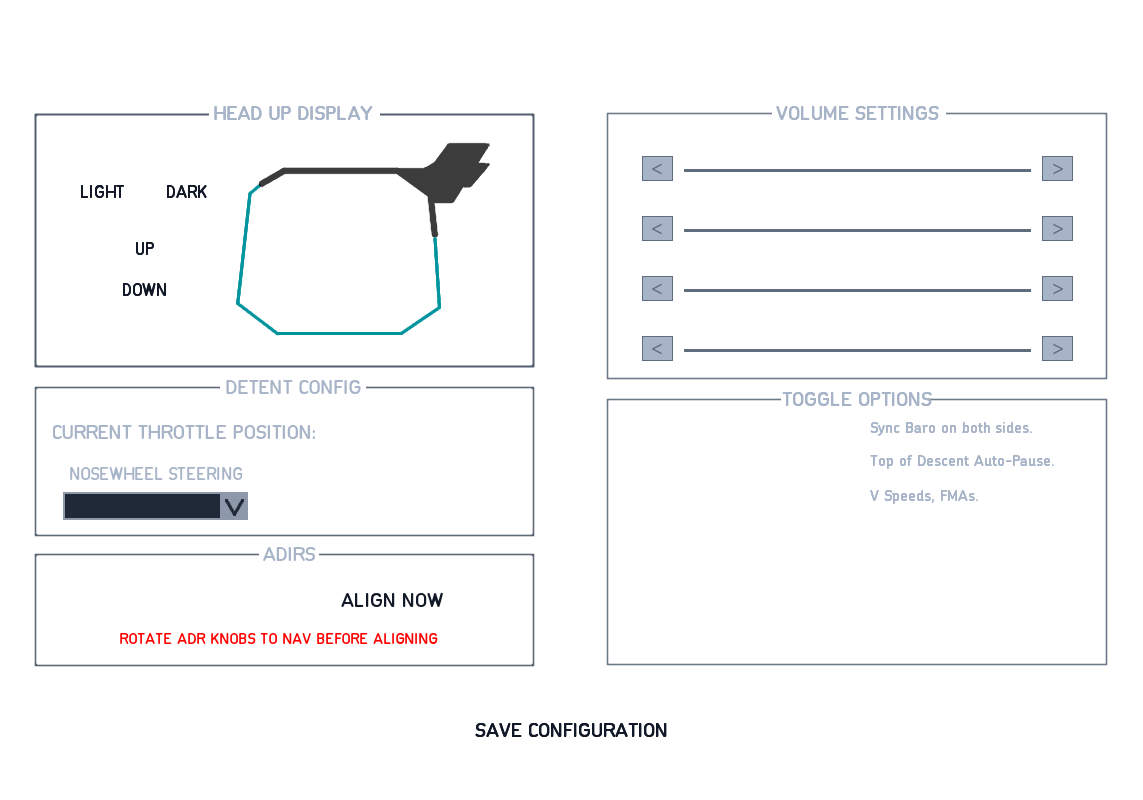 HEAD UP DISPLAY
LIGHT DARK
UP
DOWN
DETENT CONFIG
CURRENT THROTTLE POSITION:
NOSEWHEEL STEERING
V
ADIRS
ALIGN NOW
ROTATE ADR KNOBS TO NAV BEFORE ALIGNING
VOLUME SETTINGS
< >
< >
< >
< >
TOGGLE OPTIONS
Sync Baro on both sides.
Top of Descent Auto-Pause.
V Speeds, FMAs.
SAVE CONFIGURATION